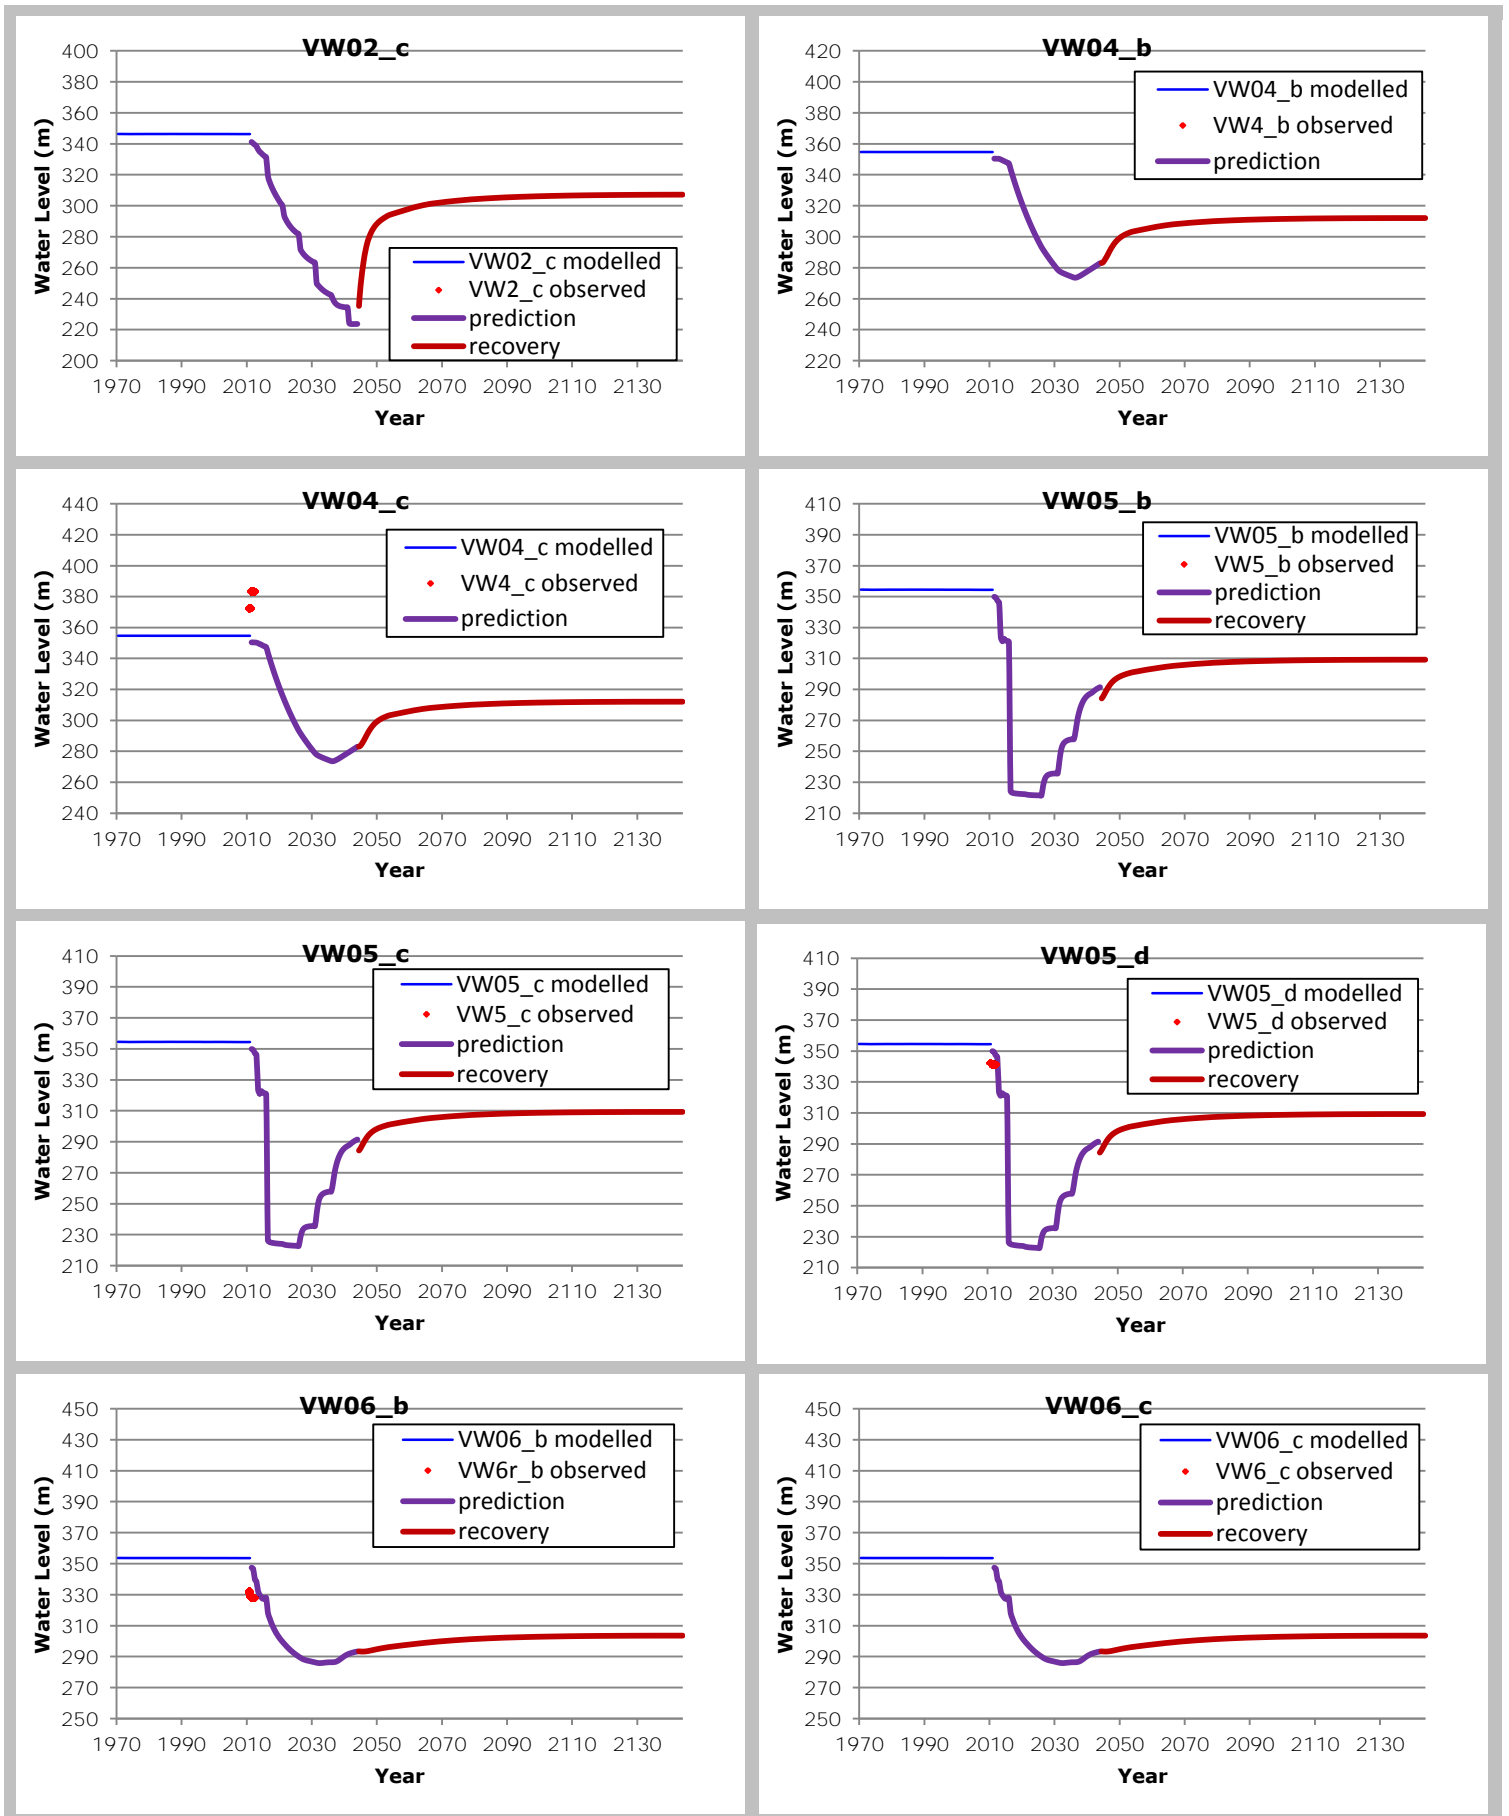 VW02_c
400
380
360
340
320
300
280
260
240
220
200
Water Level (m)
VW02_c modelled
VW2_c observed
prediction
recovery
1970 1990 2010 2030 2050 2070 2090 2110 2130
Year
VW04_b
420
400
380
360
340
320
300
280
260
240
220
Water Level (m)
VW04_b modelled
VW4_b observed
prediction
1970 1990 2010 2030 2050 2070 2090 2110 2130
Year
VW04_c
440
420
400
380
360
340
320
300
280
260
240
Water Level (m)
VW04_c modelled
VW4_c observed
prediction
1970 1990 2010 2030 2050 2070 2090 2110 2130
Year
VW05_b
410
390
370
350
330
310
290
270
250
230
210
Water Level (m)
VW05_b modelled
VW5_b observed
prediction
recovery
1970 1990 2010 2030 2050 2070 2090 2110 2130
Year
VW05_c
410
390
370
350
330
310
290
270
250
230
210
Water Level (m)
VW05_c modelled
VW5_c observed
prediction
recovery
1970 1990 2010 2030 2050 2070 2090 2110 2130
Year
VW05_d
410
390
370
350
330
310
290
270
250
230
210
Water Level (m)
VW05_d modelled
VW5_d observed
prediction
recovery
1970 1990 2010 2030 2050 2070 2090 2110 2130
Year
VW06_b
450
430
410
390
370
350
330
310
290
270
250
Water Level (m)
VW06_b modelled
VW6r_b observed
prediction
recovery
1970 1990 2010 2030 2050 2070 2090 2110 2130
Year
VW06_c
450
430
410
390
370
350
330
310
290
270
250
Water Level (m)
VW06_c modelled
VW6_c observed
prediction
recovery
1970 1990 2010 2030 2050 2070 2090 2110 2130
Year